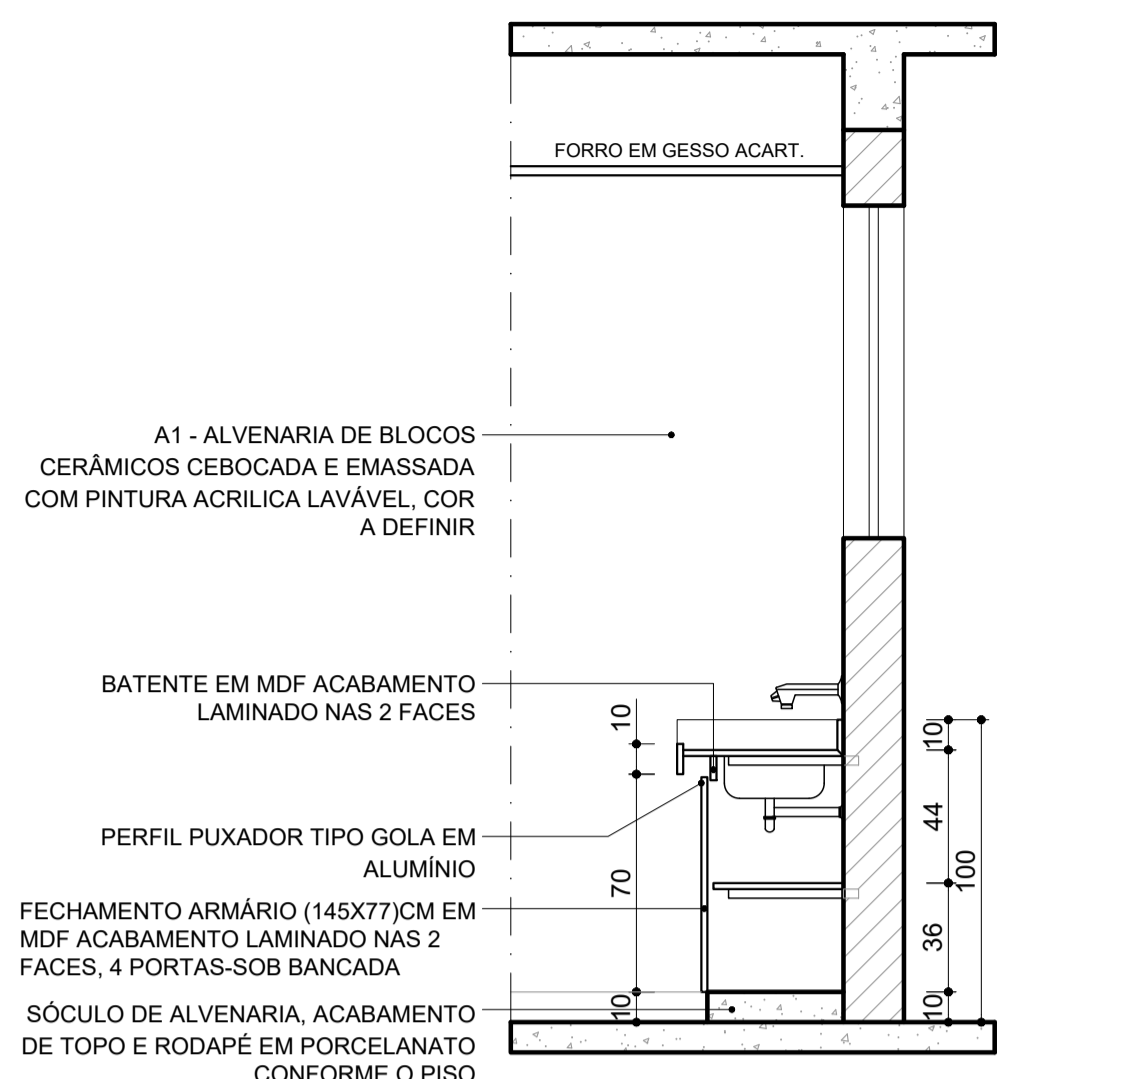 FORRO EM GESSO ACART.
A1 - ALVENARIA DE BLOCOS
CERÂMICOS CEBOCADA E EMASSADA
COM PINTURA ACRILICA LAVÁVEL, COR
A DEFINIR
BATENTE EM MDF ACABAMENTO
LAMINADO NAS 2 FACES
PERFIL PUXADOR TIPO GOLA EM
ALUMÍNIO
FECHAMENTO ARMÁRIO (145X77)CM EM
MDF ACABAMENTO LAMINADO NAS 2
FACES, 4 PORTAS-SOB BANCADA
SÓCULO DE ALVENARIA, ACABAMENTO
DE TOPO E RODAPÉ EM PORCELANATO
CONFORME O PISO
10
70
10
10
44
36
10
100